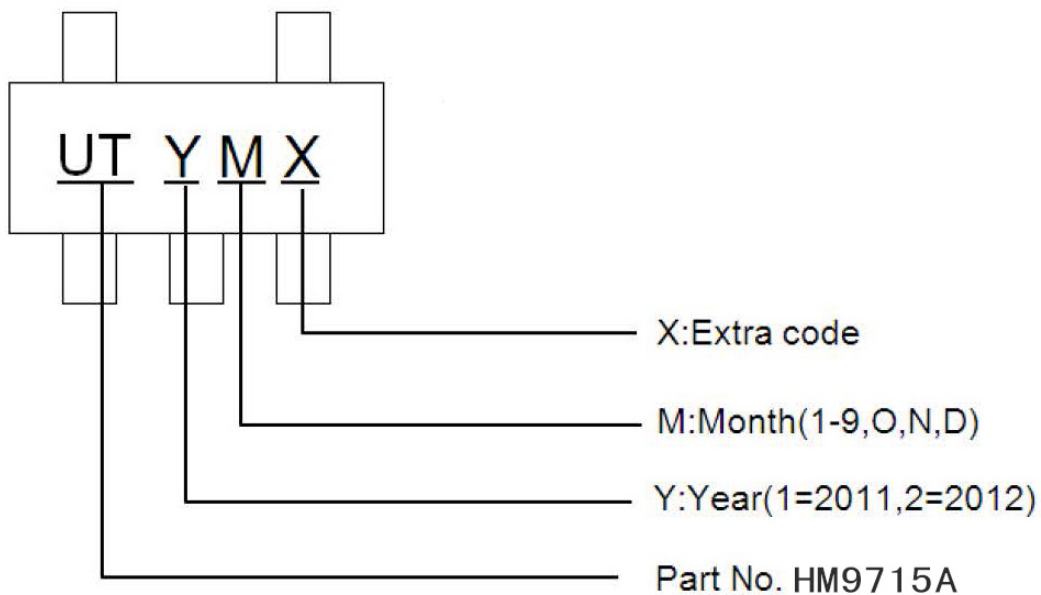 UT Y M X
X:Extra code
M:Month(1-9,O,N,D)
Y:Year(1=2011,2=2012)
Part No. HM9715A